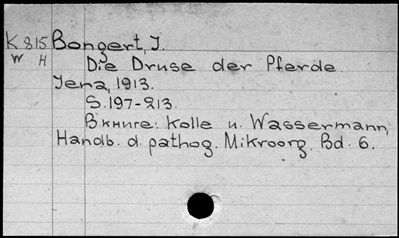 K 815 Bongert, J.
W H Die Druse der Pferde.
Jena, 1913.
S. 197-213.
В книге: Kolle u. Wassermann,
Handb. d. pathog. Mikroorg. Bd. 6.